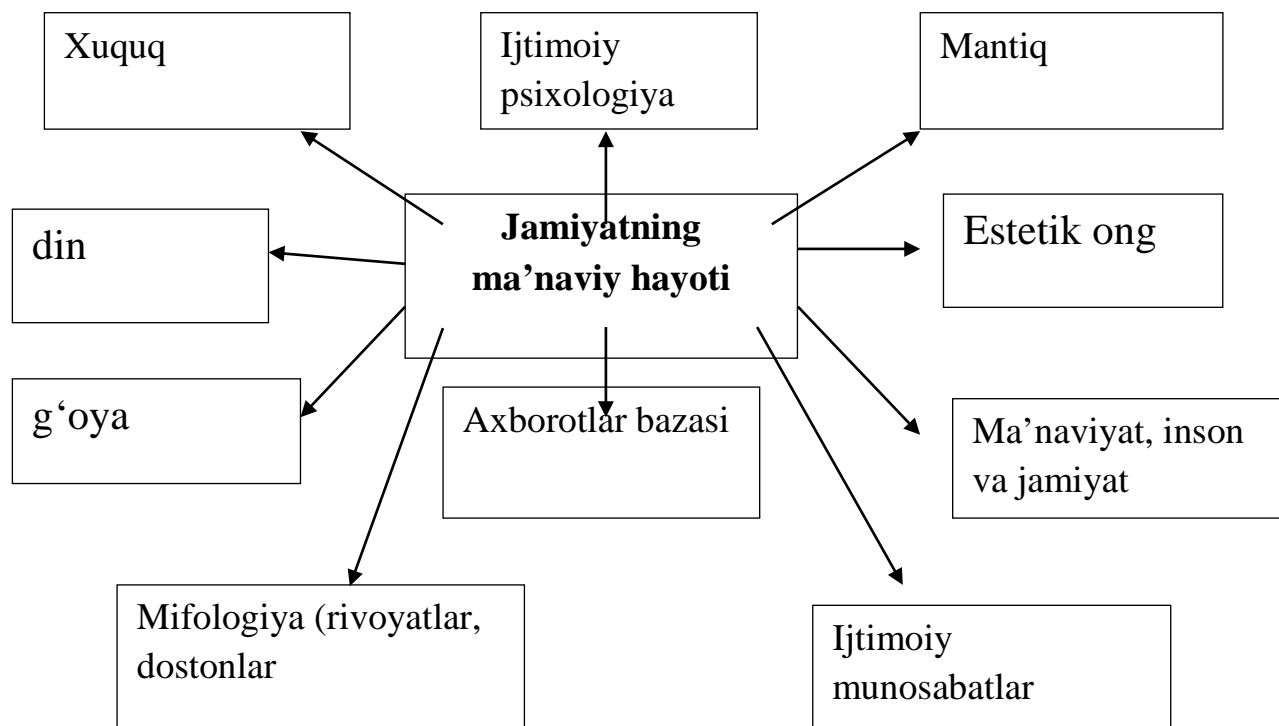 Xuquq
Ijtimoiy
psixologiya
Mantiq
din
Jamiyatning
ma’naviy hayoti
Estetik ong
g‘oya
Axborotlar bazasi
Ma’naviyat, inson
va jamiyat
Mifologiya (rivoyatlar,
dostonlar
Ijtimoiy
munosabatlar